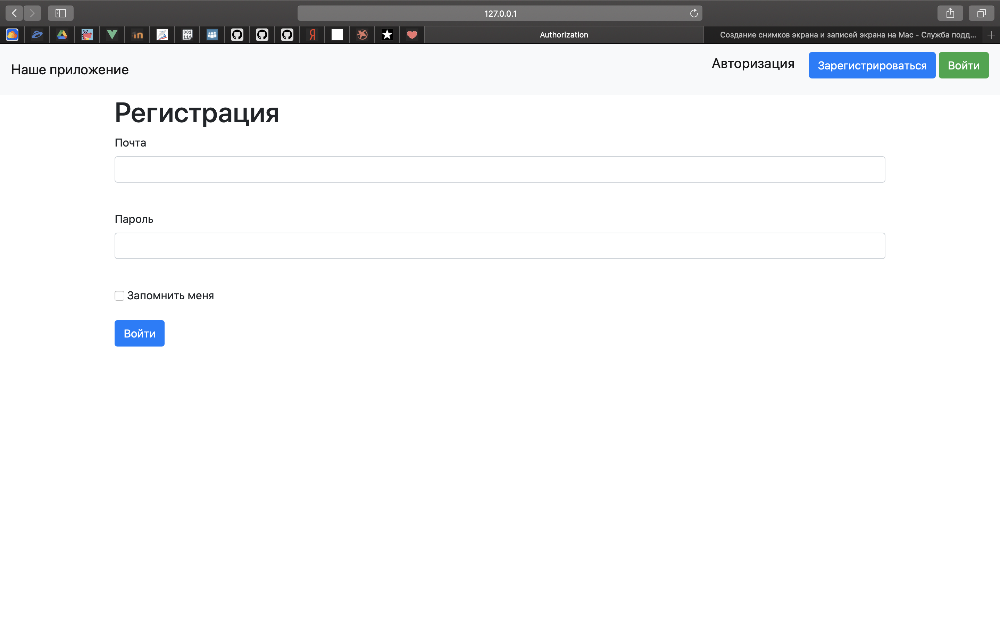 127.0.0.1
Authorization
Создание снимков экрана и записей экрана на Mac - Служба подд...
Наше приложение
Авторизация
Зарегистрироваться
Войти
Регистрация
Почта
Пароль
Запомнить меня
Войти